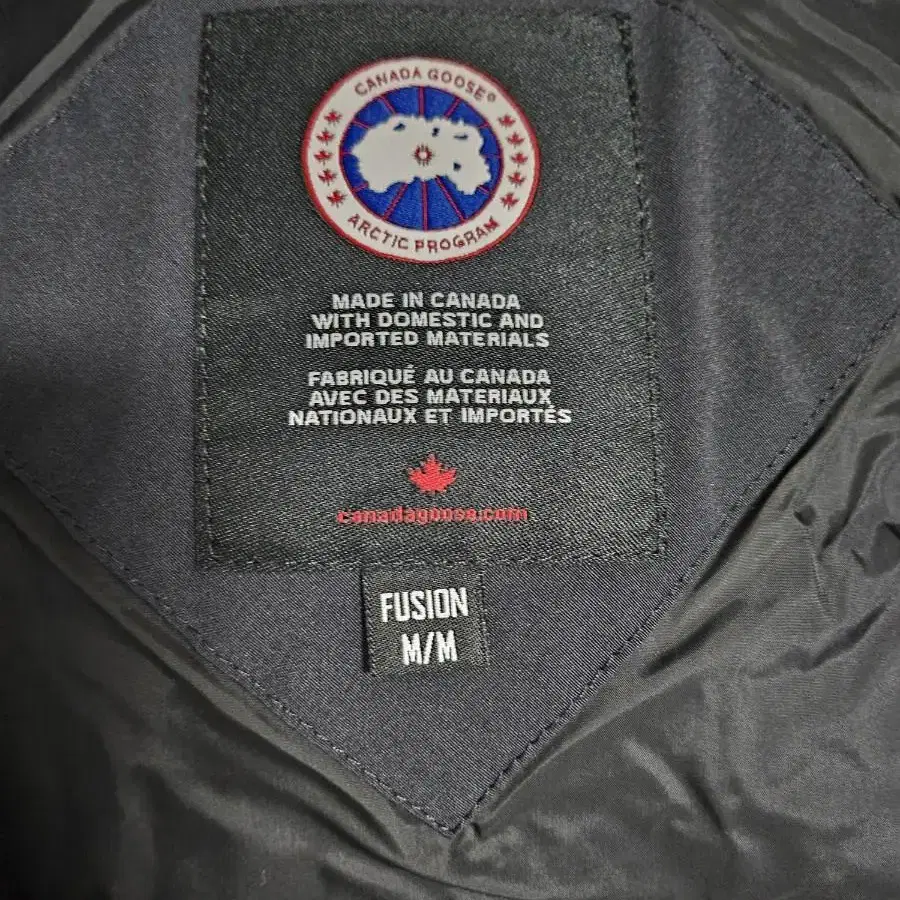 CANADA GOOSE®
ARCTIC PROGRAM
MADE IN CANADA
WITH DOMESTIC AND
IMPORTED MATERIALS
FABRIQUÉ AU CANADA
AVEC DES MATERIAUX
NATIONAUX ET IMPORTÉS
canadagoose.com
FUSION
M/M